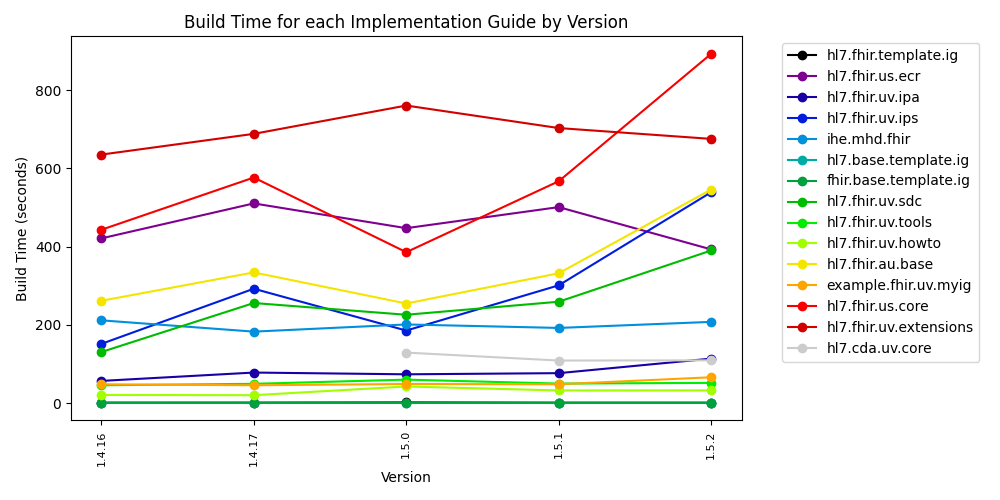 Build Time for each Implementation Guide by Version
Build Time (seconds)
800
600
400
200
0
1.4.16
1.4.17
1.5.0
1.5.1
1.5.2
Version
hl7.fhir.template.ig
hl7.fhir.us.ecr
hl7.fhir.uv.ipa
hl7.fhir.uv.ips
ihe.mhd.fhir
hl7.base.template.ig
fhir.base.template.ig
hl7.fhir.uv.sdc
hl7.fhir.uv.tools
hl7.fhir.uv.howto
hl7.fhir.au.base
example.fhir.uv.myig
hl7.fhir.us.core
hl7.fhir.uv.extensions
hl7.cda.uv.core